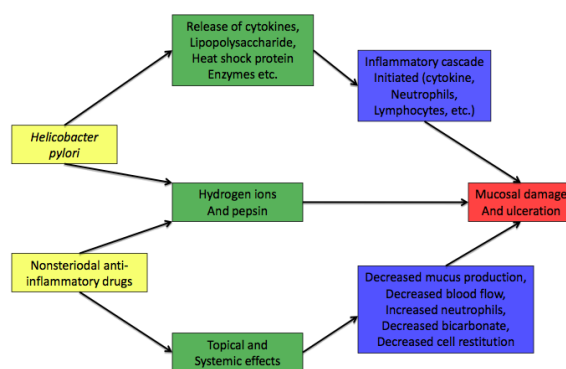 Release of cytokines,
Lipopolysaccharide,
Heat shock protein
Enzymes etc.
Inflammatory cascade
Initiated (cytokine,
Neutrophils,
Lymphocytes, etc.)
Helicobacter
pylori
Hydrogen ions
And pepsin
Mucosal damage
And ulceration
Nonsteriodal anti-
inflammatory drugs
Decreased mucus production,
Decreased blood flow,
Increased neutrophils,
Decreased bicarbonate,
Decreased cell restitution
Topical and
Systemic effects